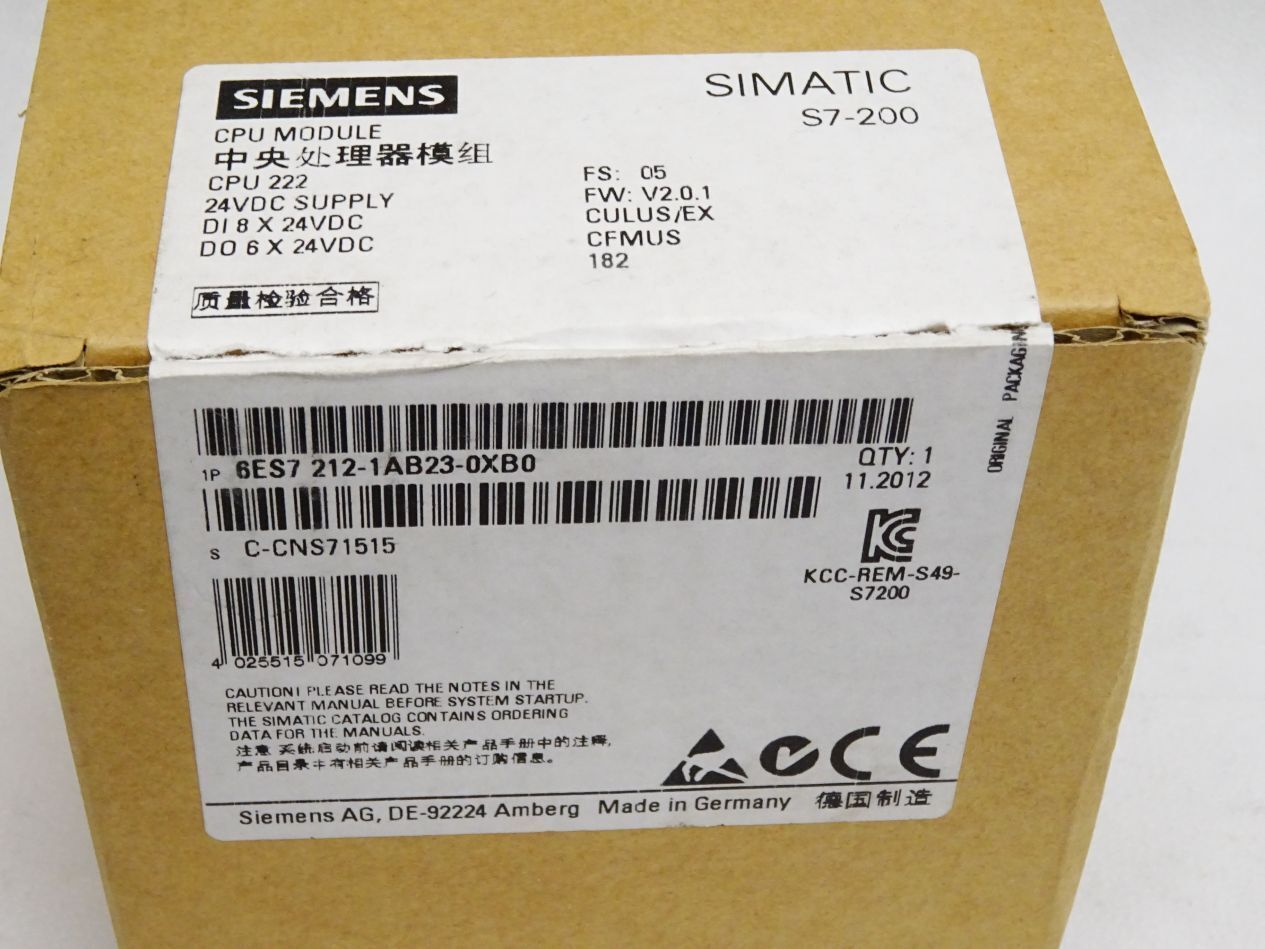 SIEMENS
SIMATIC
S7-200
CPU MODULE
中央处理器模组
CPU 222
24VDC SUPPLY
DI 8 X 24VDC
DO 6 X 24VDC
FS: 05
FW: V2.0.1
CULUS/EX
CFMUS
182
质量检验合格
ORIGINAL PACKAGIN
1P 6ES7 212-1AB23-0XB0
QTY: 1
11.2012
S C-CNS71515
KCC-REM-S49-
S7200
4 025515 071099
CAUTION! PLEASE READ THE NOTES IN THE
RELEVANT MANUAL BEFORE SYSTEM STARTUP.
THE SIMATIC CATALOG CONTAINS ORDERING
DATA FOR THE MANUALS.
注意 系统启动前请阅读相关产品手册中的注释,
产品目录中有相关产品手册的订购信息。
CE
Siemens AG, DE-92224 Amberg Made in Germany 德国制造